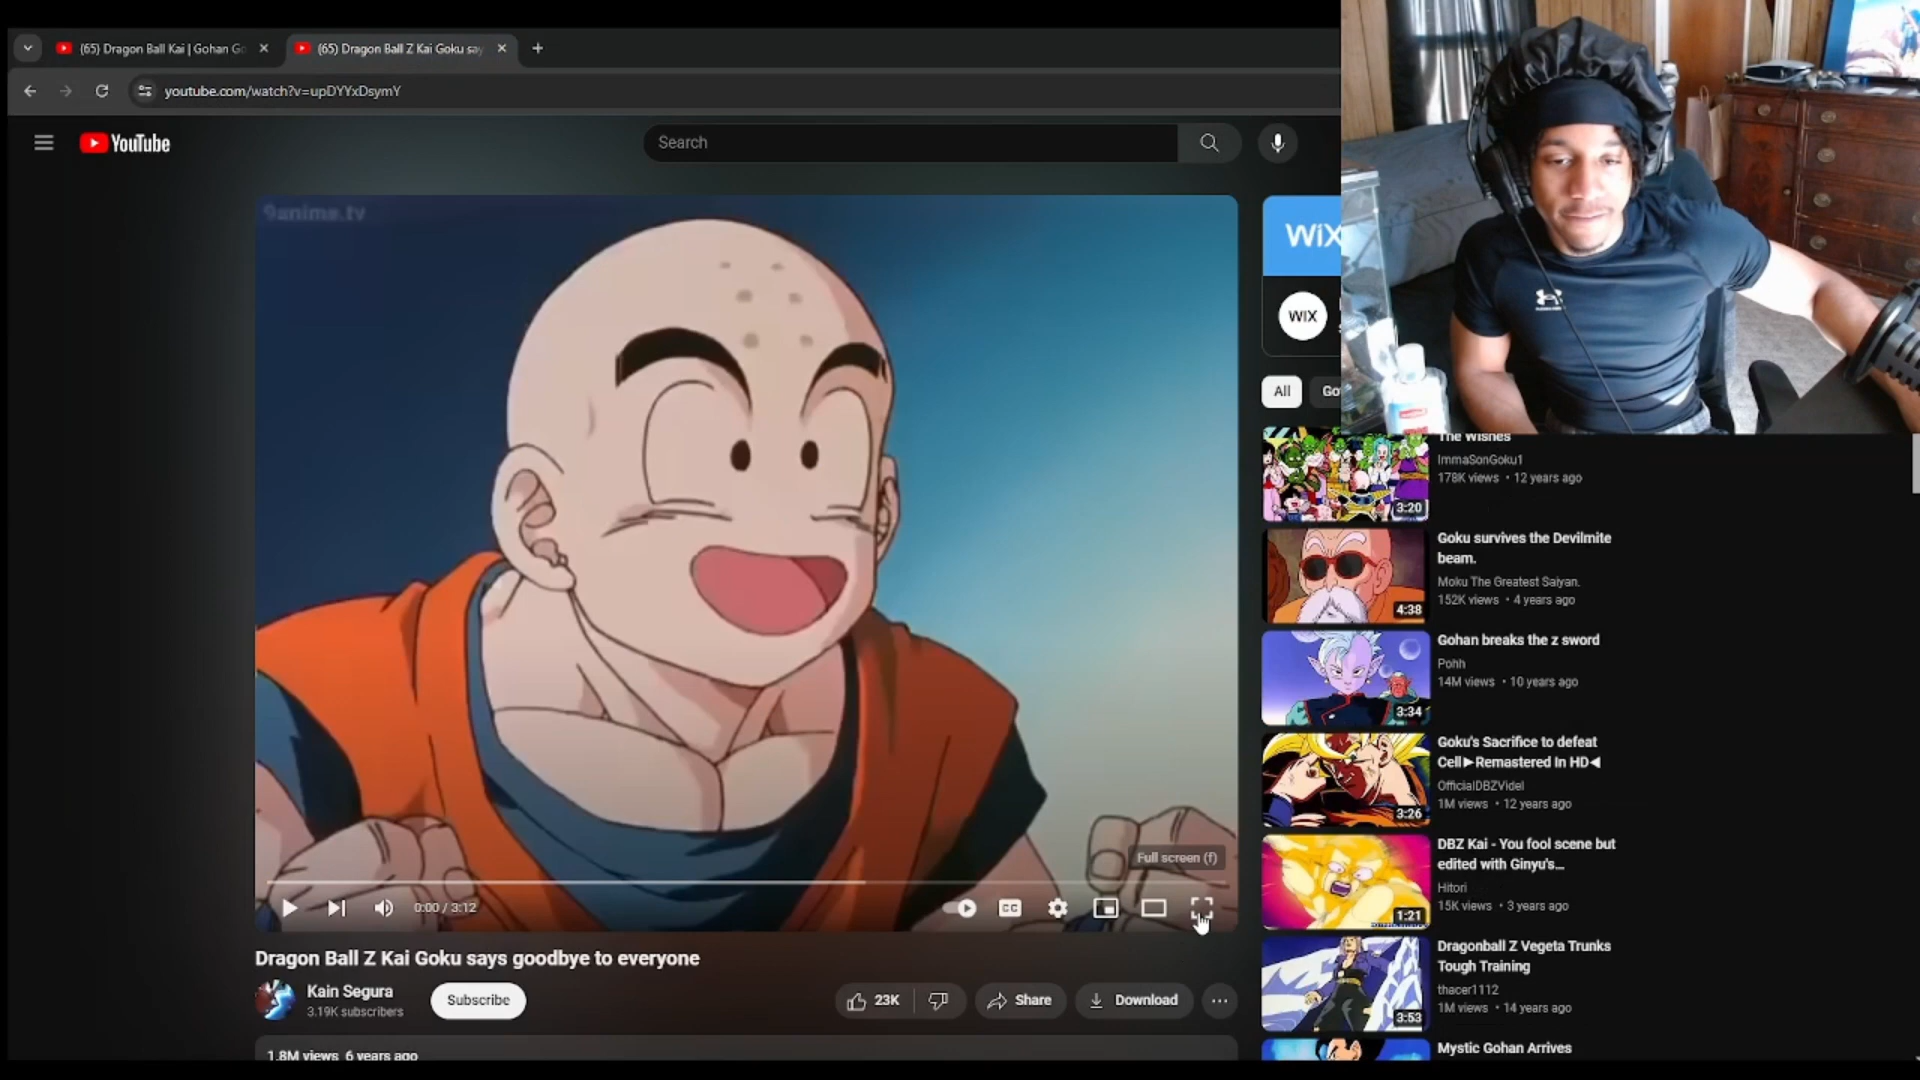 (65) Dragon Ball Kai | Gohan Go
(65) Dragon Ball Z Kai Goku say
youtube.com/watch?v=upDYYxDsymY
YouTube
Search
9anime.tv
WIX
WIX
All
Go
The Wishes
ImmaSonGoku1
178K views • 12 years ago
3:20
Goku survives the Devilmite
beam.
Moku The Greatest Saiyan.
152K views • 4 years ago
4:38
Gohan breaks the z sword
Pohh
14M views • 10 years ago
3:34
Goku's Sacrifice to defeat
Cell►Remastered In HD◄
OfficialDBZVidel
1M views • 12 years ago
3:26
DBZ Kai - You fool scene but
edited with Ginyu's...
Hitori
15K views • 3 years ago
1:21
Dragonball Z Vegeta Trunks
Tough Training
thacer1112
1M views • 14 years ago
3:53
Mystic Gohan Arrives
Full screen (f)
0:00 / 3:12
CC
Dragon Ball Z Kai Goku says goodbye to everyone
Kain Segura
3.19K subscribers
Subscribe
23K
Share
Download
1.8M views 6 years ago